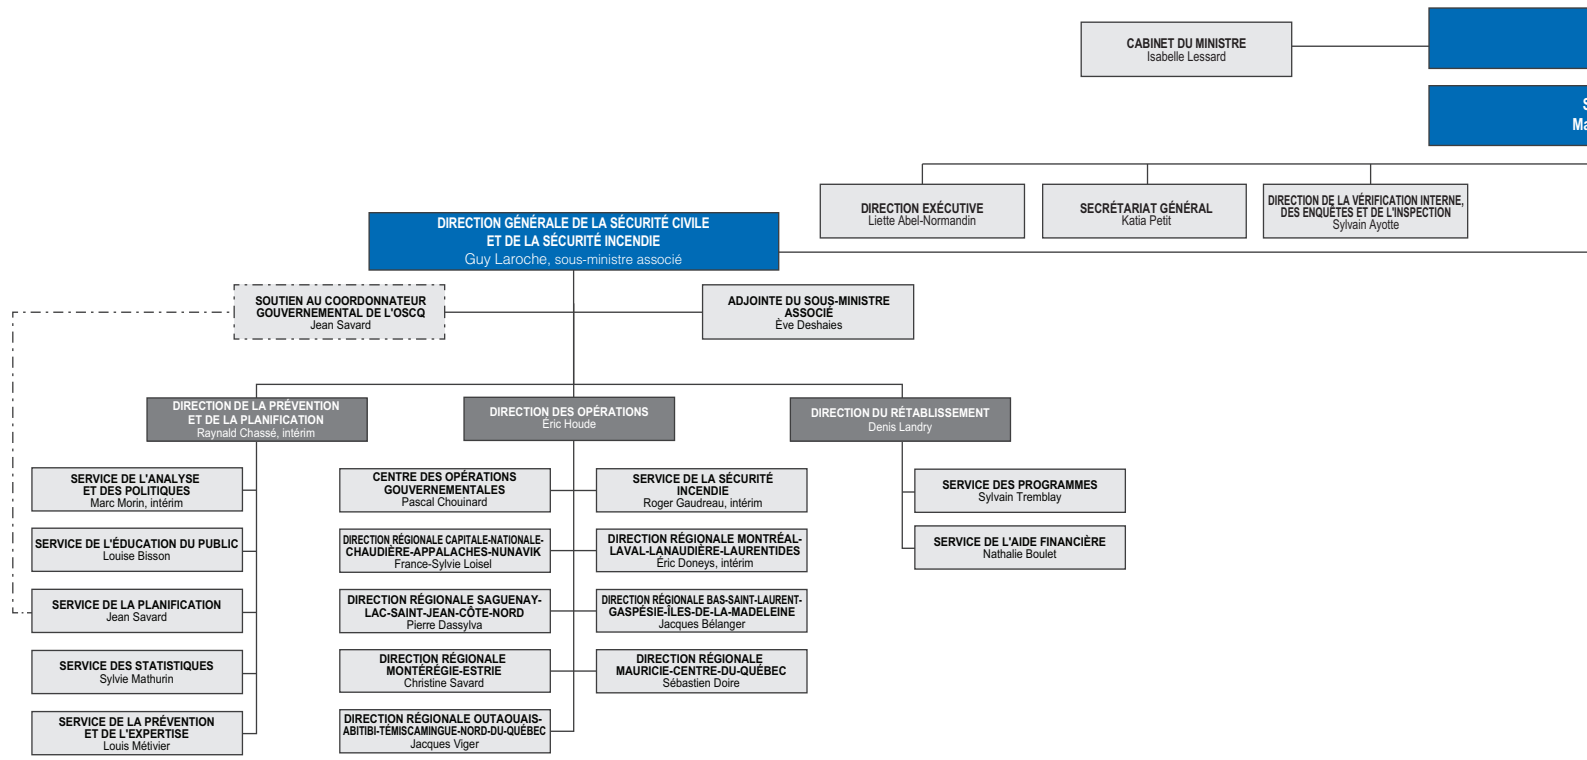 CABINET DU MINISTRE
Isabelle Lessard
DIRECTION EXÉCUTIVE
Liette Abel-Normandin
SECRÉTARIAT GÉNÉRAL
Katia Petit
DIRECTION DE LA VÉRIFICATION INTERNE,
DES ENQUÊTES ET DE L'INSPECTION
Sylvain Ayotte
DIRECTION GÉNÉRALE DE LA SÉCURITÉ CIVILE
ET DE LA SÉCURITÉ INCENDIE
Guy Laroche, sous-ministre associé
SOUTIEN AU COORDONNATEUR
GOUVERNEMENTAL DE L'OSCQ
Jean Savard
ADJOINTE DU SOUS-MINISTRE
ASSOCIÉ
Ève Deshaies
DIRECTION DE LA PRÉVENTION
ET DE LA PLANIFICATION
Raynald Chassé, intérim
DIRECTION DES OPÉRATIONS
Éric Houde
DIRECTION DU RÉTABLISSEMENT
Denis Landry
SERVICE DE L'ANALYSE
ET DES POLITIQUES
Marc Morin, intérim
SERVICE DE L'ÉDUCATION DU PUBLIC
Louise Bisson
SERVICE DE LA PLANIFICATION
Jean Savard
SERVICE DES STATISTIQUES
Sylvie Mathurin
SERVICE DE LA PRÉVENTION
ET DE L'EXPERTISE
Louis Métivier
CENTRE DES OPÉRATIONS
GOUVERNEMENTALES
Pascal Chouinard
SERVICE DE LA SÉCURITÉ
INCENDIE
Roger Gaudreau, intérim
DIRECTION RÉGIONALE CAPITALE-NATIONALE-
CHAUDIÈRE-APPALACHES-NUNAVIK
France-Sylvie Loisel
DIRECTION RÉGIONALE MONTRÉAL-
LAVAL-LANAUDIÈRE-LAURENTIDES
Éric Doneys, intérim
DIRECTION RÉGIONALE SAGUENAY-
LAC-SAINT-JEAN-CÔTE-NORD
Pierre Dassylva
DIRECTION RÉGIONALE BAS-SAINT-LAURENT-
GASPÉSIE-ÎLES-DE-LA-MADELEINE
Jacques Bélanger
DIRECTION RÉGIONALE
MONTÉRÉGIE-ESTRIE
Christine Savard
DIRECTION RÉGIONALE
MAURICIE-CENTRE-DU-QUÉBEC
Sébastien Doire
DIRECTION RÉGIONALE OUTAOUAIS-
ABITIBI-TÉMISCAMINGUE-NORD-DU-QUÉBEC
Jacques Viger
SERVICE DES PROGRAMMES
Sylvain Tremblay
SERVICE DE L'AIDE FINANCIÈRE
Nathalie Boulet